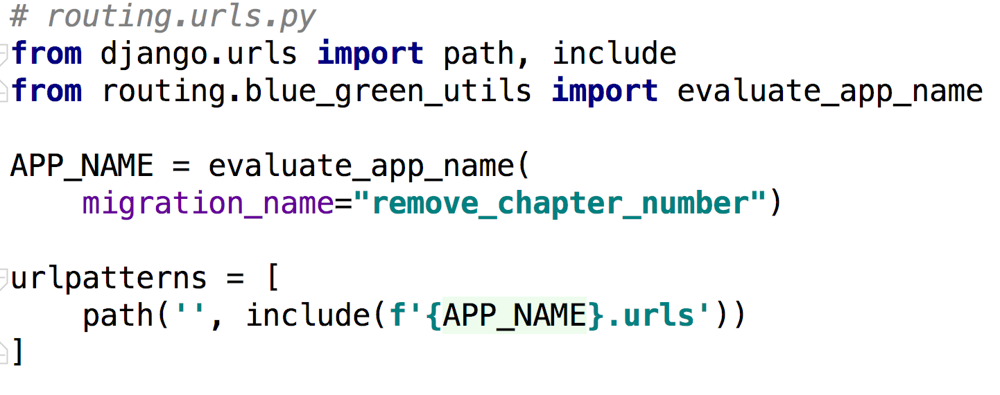 # routing.urls.py
from django.urls import path, include
from routing.blue_green_utils import evaluate_app_name
APP_NAME = evaluate_app_name(
    migration_name="remove_chapter_number")
urlpatterns = [
    path('', include(f'{APP_NAME}.urls'))
]